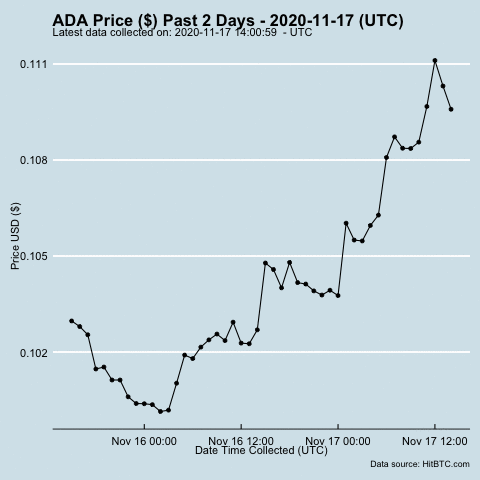 ADA Price ($) Past 2 Days - 2020-11-17 (UTC)
Latest data collected on: 2020-11-17 14:00:59  - UTC
0.111
0.108
0.105
0.102
Price USD ($)
Nov 16 00:00 Nov 16 12:00 Nov 17 00:00 Nov 17 12:00
Date Time Collected (UTC)
Data source: HitBTC.com